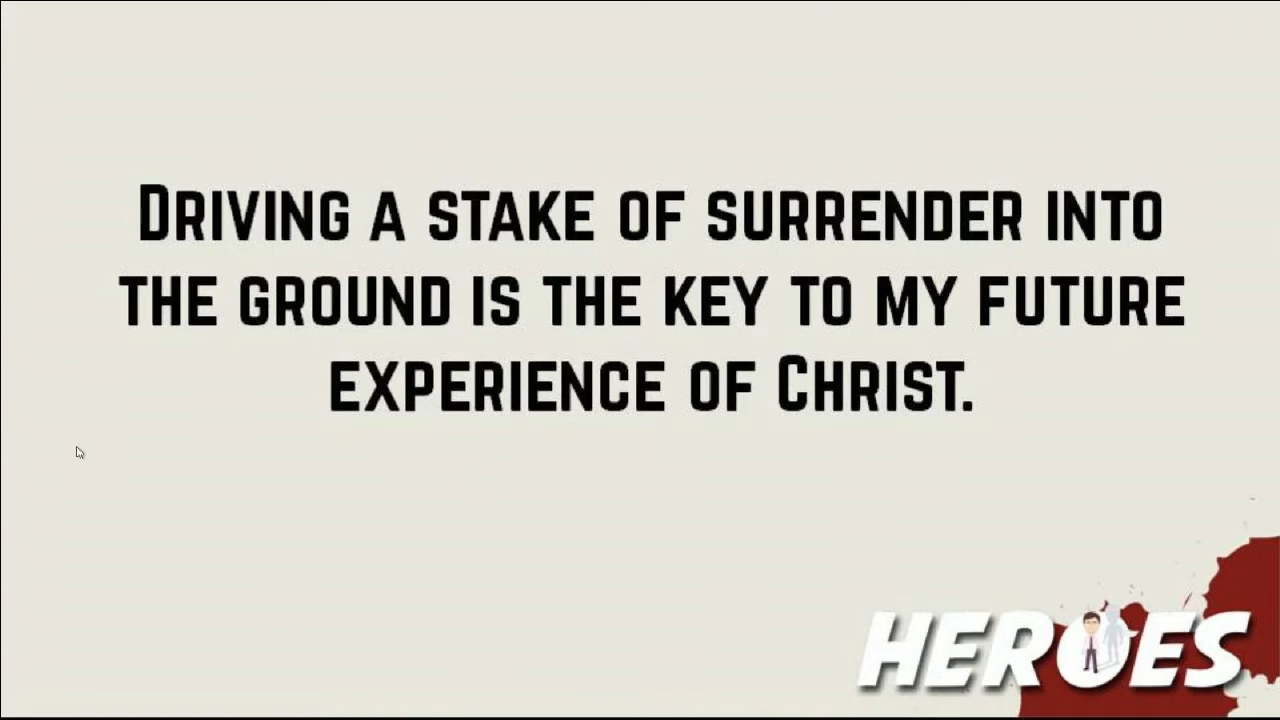 Driving a stake of surrender into
the ground is the key to my future
experience of Christ.
HEROES